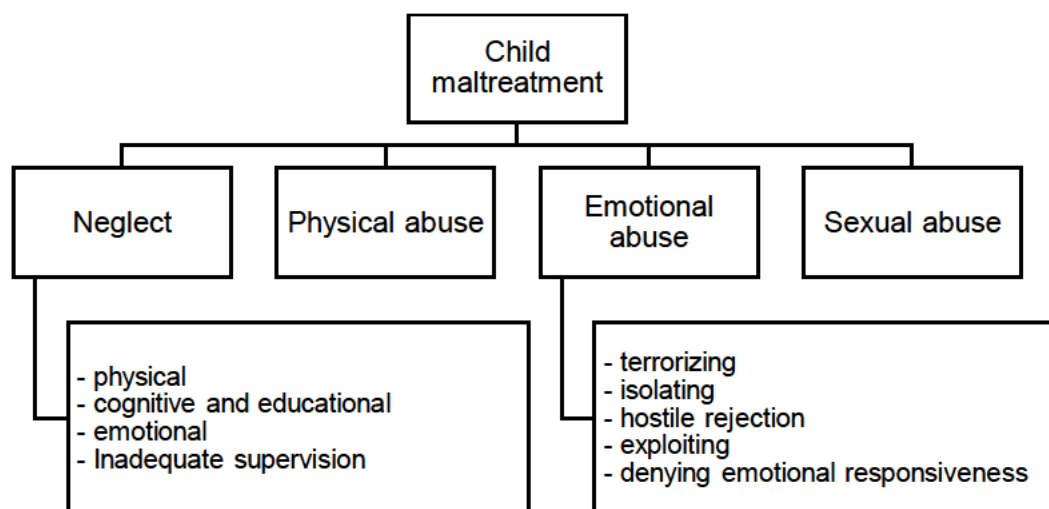 Child
maltreatment
Neglect
Physical abuse
Emotional
abuse
Sexual abuse
- physical
- cognitive and educational
- emotional
- Inadequate supervision
- terrorizing
- isolating
- hostile rejection
- exploiting
- denying emotional responsiveness